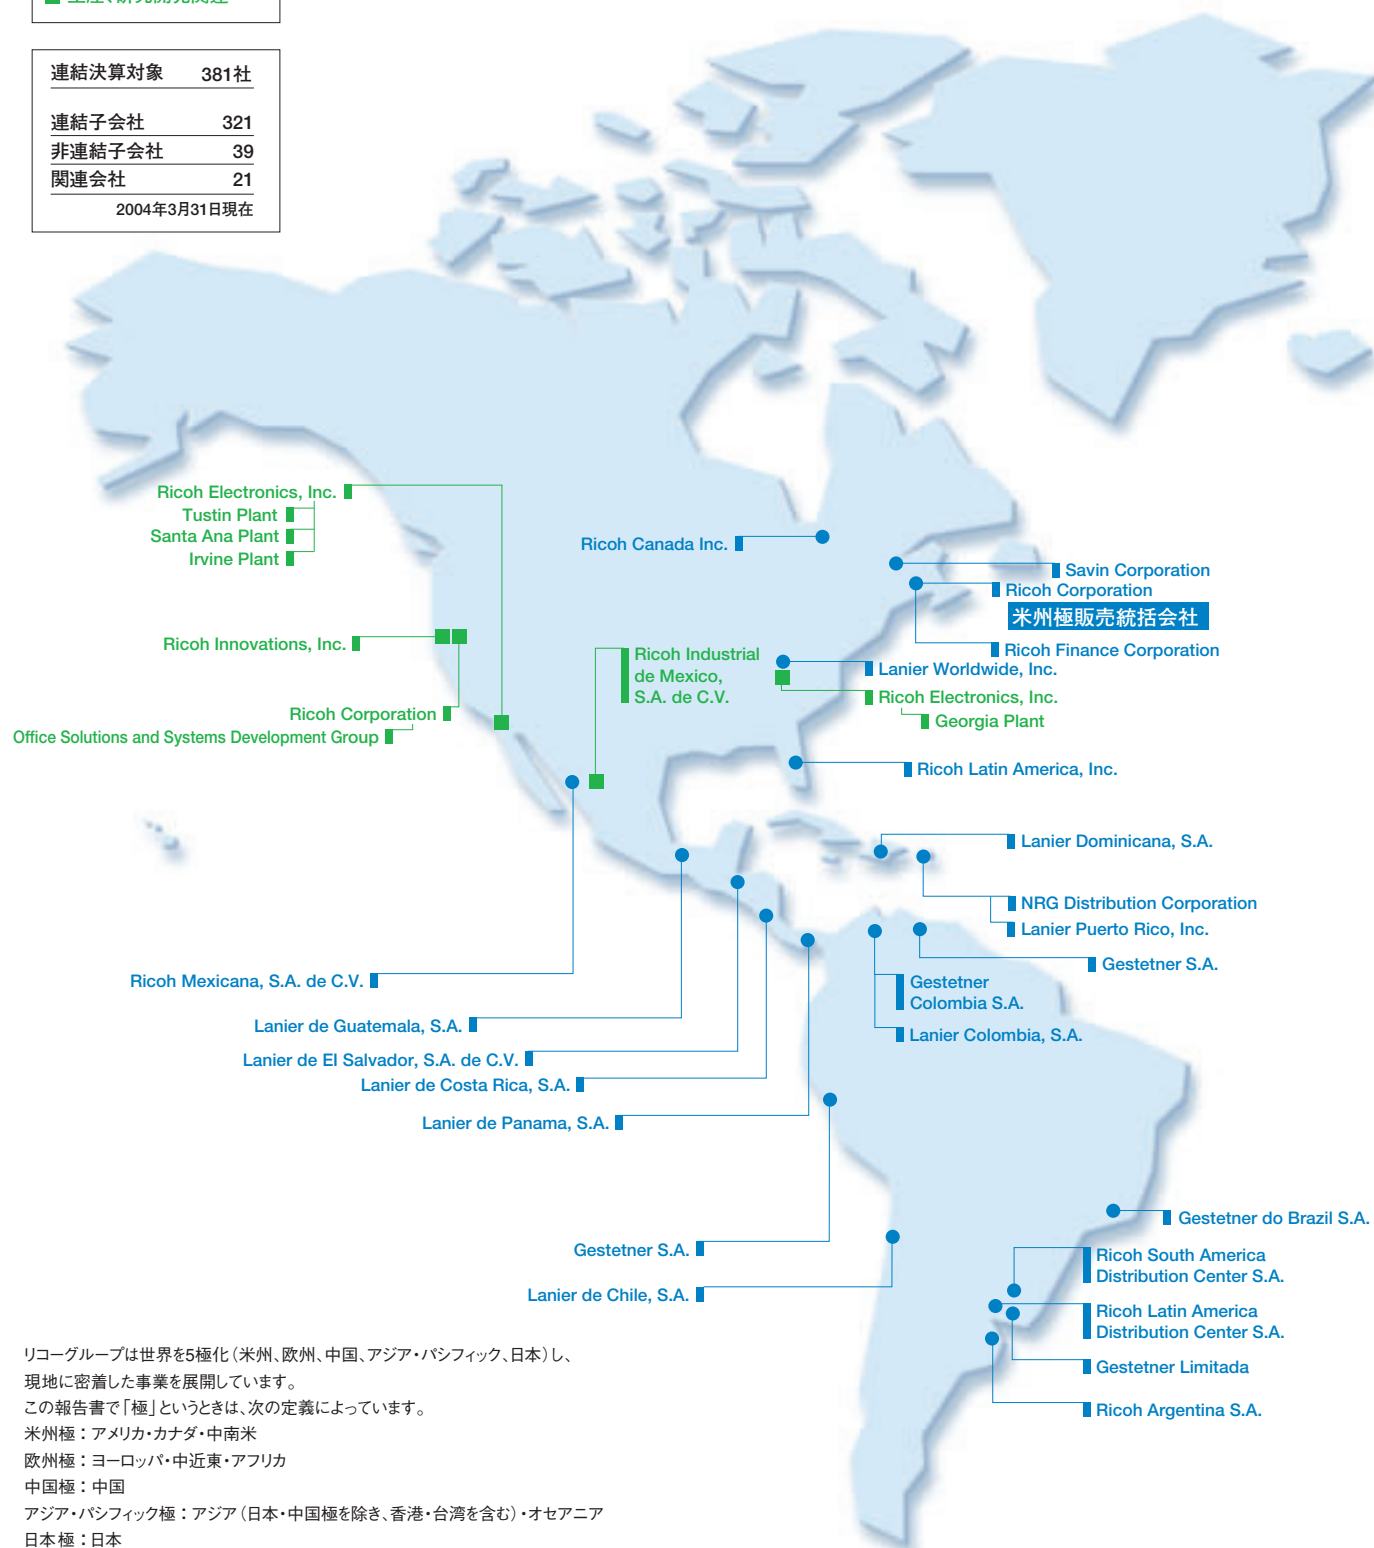 連結決算対象 381社
連結子会社 321
非連結子会社 39
関連会社 21
2004年3月31日現在
Ricoh Electronics, Inc.
Tustin Plant
Santa Ana Plant
Irvine Plant
Ricoh Innovations, Inc.
Ricoh Corporation
Office Solutions and Systems Development Group
Ricoh Canada Inc.
Savin Corporation
Ricoh Corporation
米州極販売統括会社
Ricoh Finance Corporation
Lanier Worldwide, Inc.
Ricoh Electronics, Inc.
Georgia Plant
Ricoh Industrial
de Mexico,
S.A. de C.V.
Ricoh Latin America, Inc.
Lanier Dominicana, S.A.
NRG Distribution Corporation
Lanier Puerto Rico, Inc.
Gestetner S.A.
Gestetner
Colombia S.A.
Lanier Colombia, S.A.
Ricoh Mexicana, S.A. de C.V.
Lanier de Guatemala, S.A.
Lanier de El Salvador, S.A. de C.V.
Lanier de Costa Rica, S.A.
Lanier de Panama, S.A.
Gestetner S.A.
Lanier de Chile, S.A.
Gestetner do Brazil S.A.
Ricoh South America
Distribution Center S.A.
Ricoh Latin America
Distribution Center S.A.
Gestetner Limitada
Ricoh Argentina S.A.
リコーグループは世界を5極化（米州、欧州、中国、アジア・パシフィック、日本）し、
現地に密着した事業を展開しています。
この報告書で「極」というときは、次の定義によっています。
米州極：アメリカ・カナダ・中南米
欧州極：ヨーロッパ・中近東・アフリカ
中国極：中国
アジア・パシフィック極：アジア（日本・中国極を除き、香港・台湾を含む）・オセアニア
日本極：日本